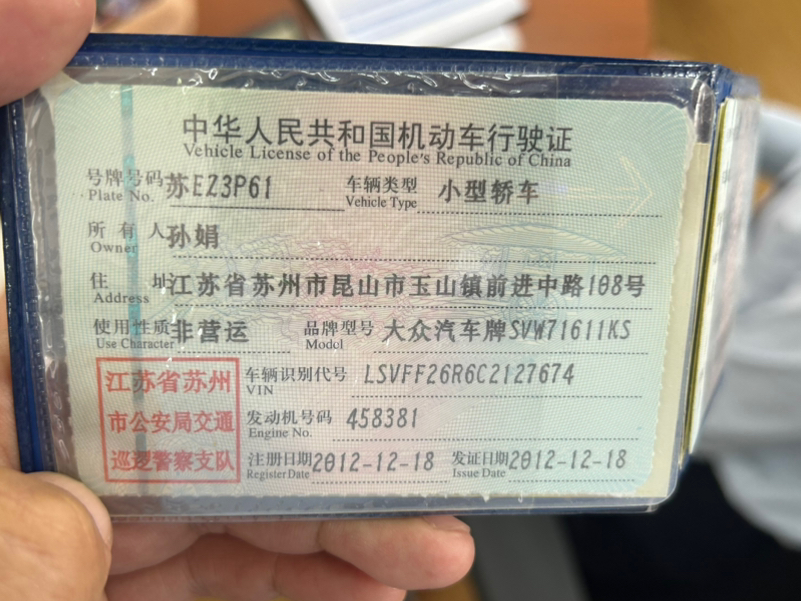 中华人民共和国机动车行驶证
Vehicle License of the People's Republic of China
号牌号码 苏EZ3P61 车辆类型 小型轿车
Plate No. Vehicle Type
所有人 孙娟
Owner
住址 江苏省苏州市昆山市玉山镇前进中路108号
Address
使用性质 非营运 品牌型号 大众汽车牌SVW71611KS
Use Character Model
江苏省苏州
市公安局交通
巡逻警察支队
车辆识别代号 LSVFF26R6C2127674
VIN
发动机号码 458381
Engine No.
注册日期 2012-12-18 发证日期 2012-12-18
Register Date Issue Date